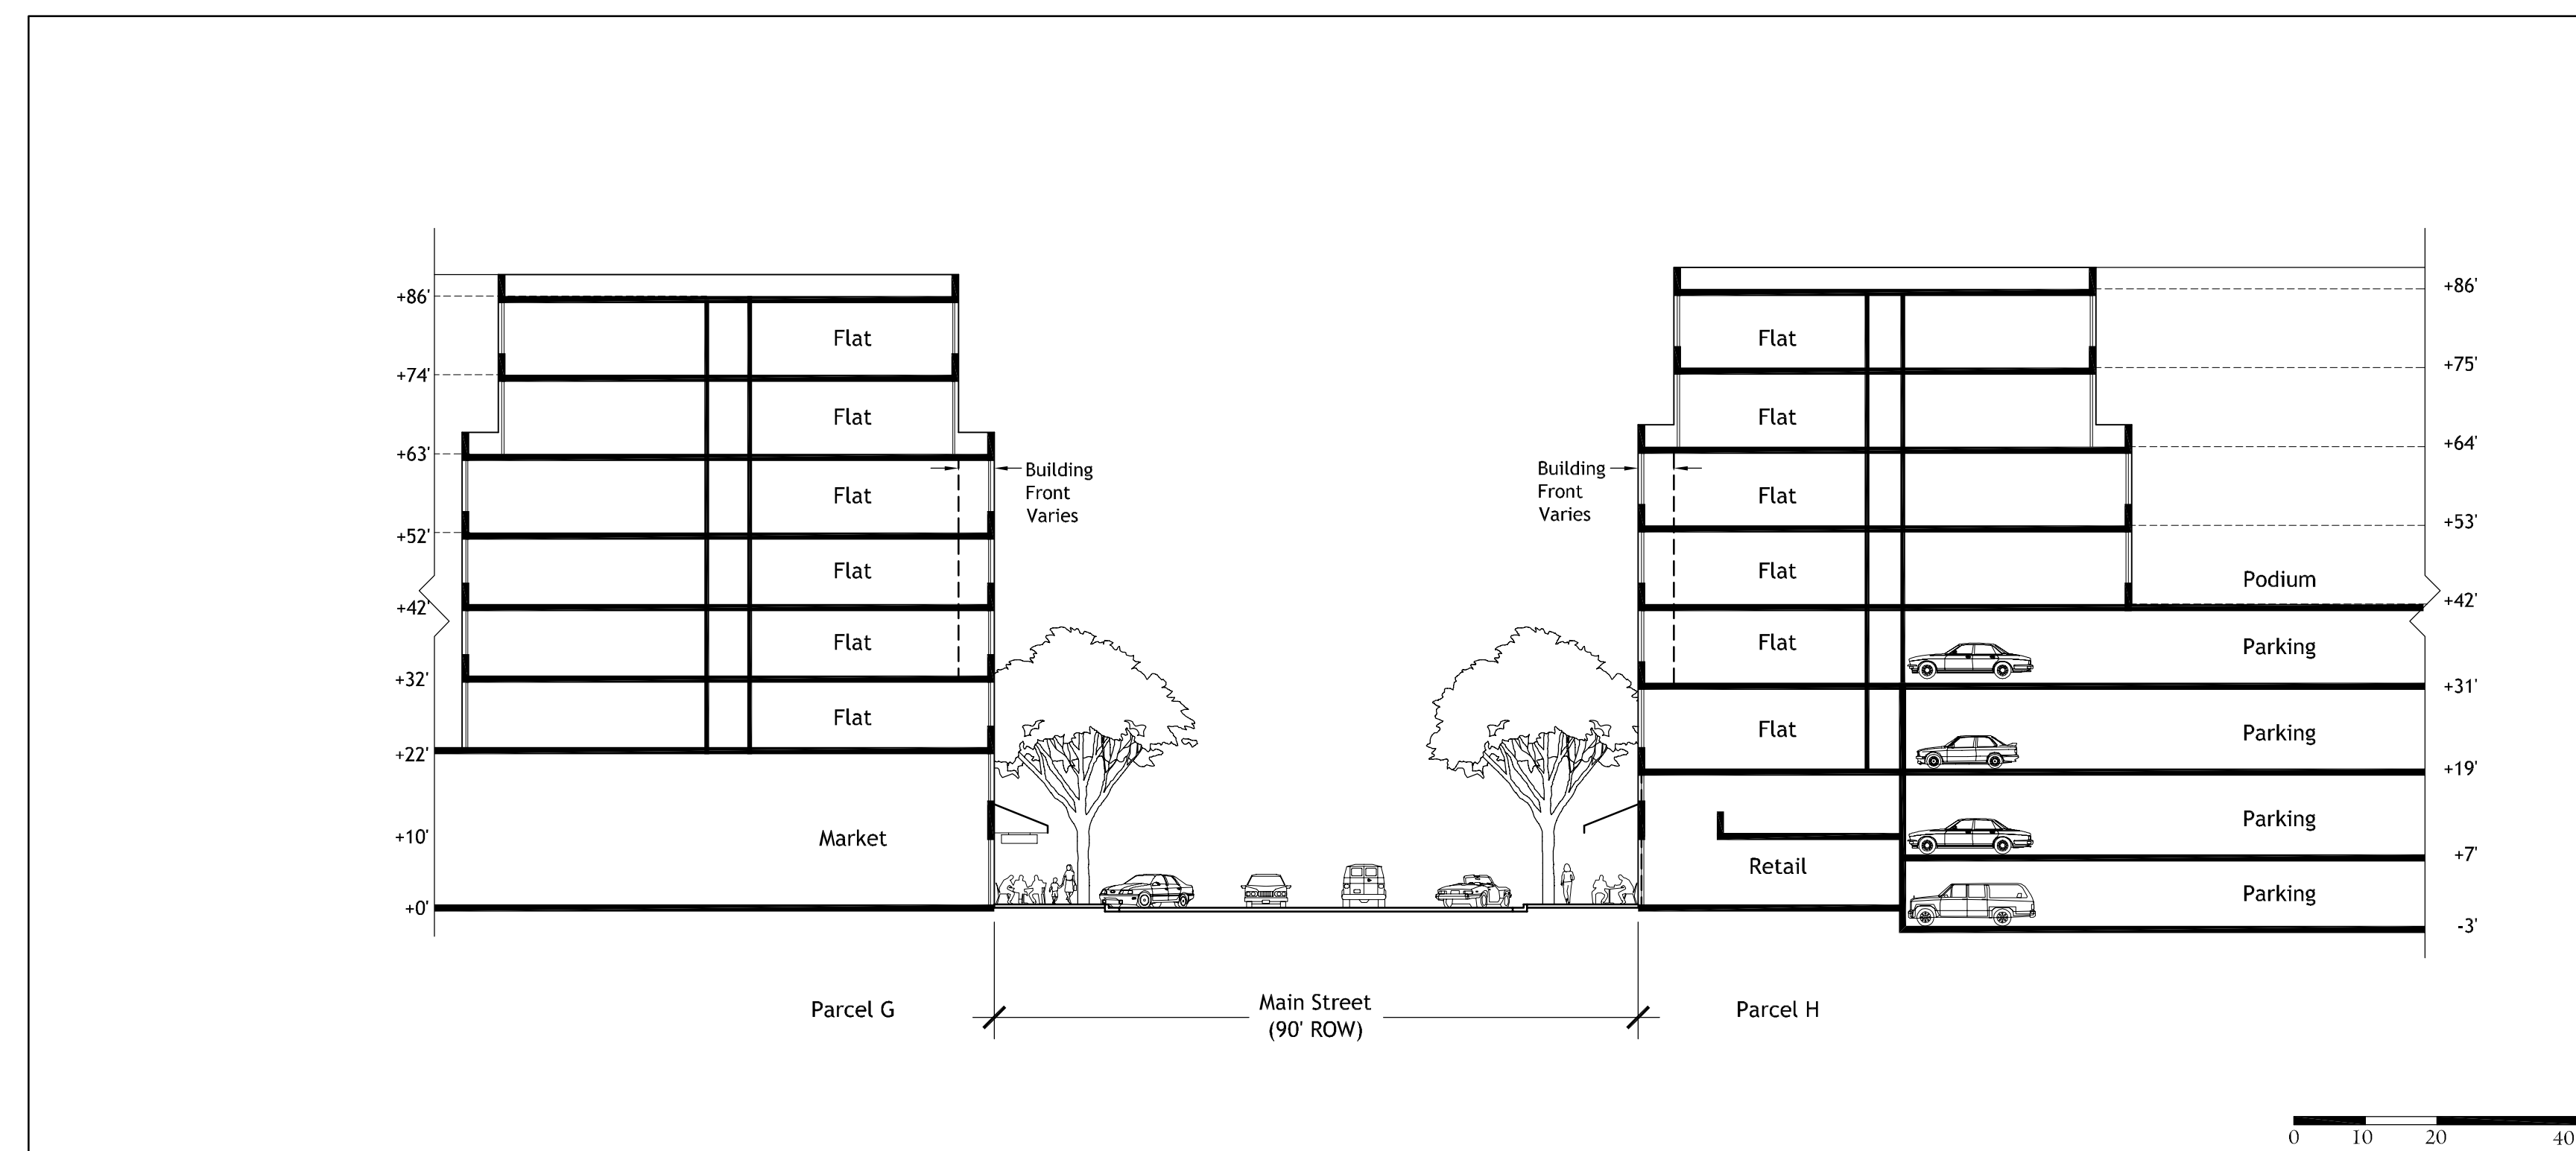 +86'
+86'
Flat
Flat
+74'
+75'
Flat
Flat
+63'
+64'
Building
Front
Varies
Building
Front
Varies
Flat
Flat
+52'
+53'
Flat
Flat
Podium
+42'
+42'
Flat
Flat
Parking
+32'
+31'
Flat
Flat
Parking
+22'
+19'
Market
Parking
+10'
+7'
Retail
Parking
+0'
-3'
Parcel G
Main Street
(90' ROW)
Parcel H
0 10 20 40